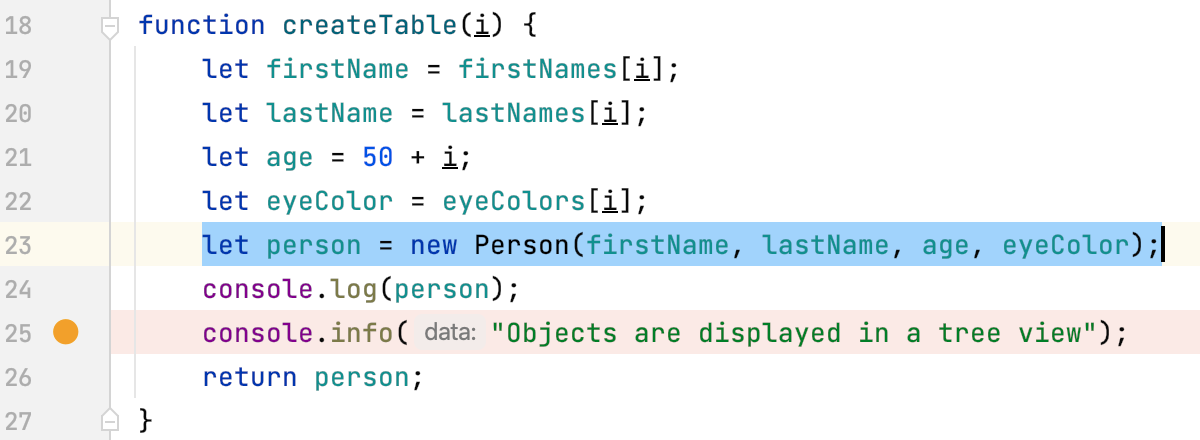 18 function createTable(i) {
19 let firstName = firstNames[i];
20 let lastName = lastNames[i];
21 let age = 50 + i;
22 let eyeColor = eyeColors[i];
23 let person = new Person(firstName, lastName, age, eyeColor);
24 console.log(person);
25 console.info( data: "Objects are displayed in a tree view");
26 return person;
27 }